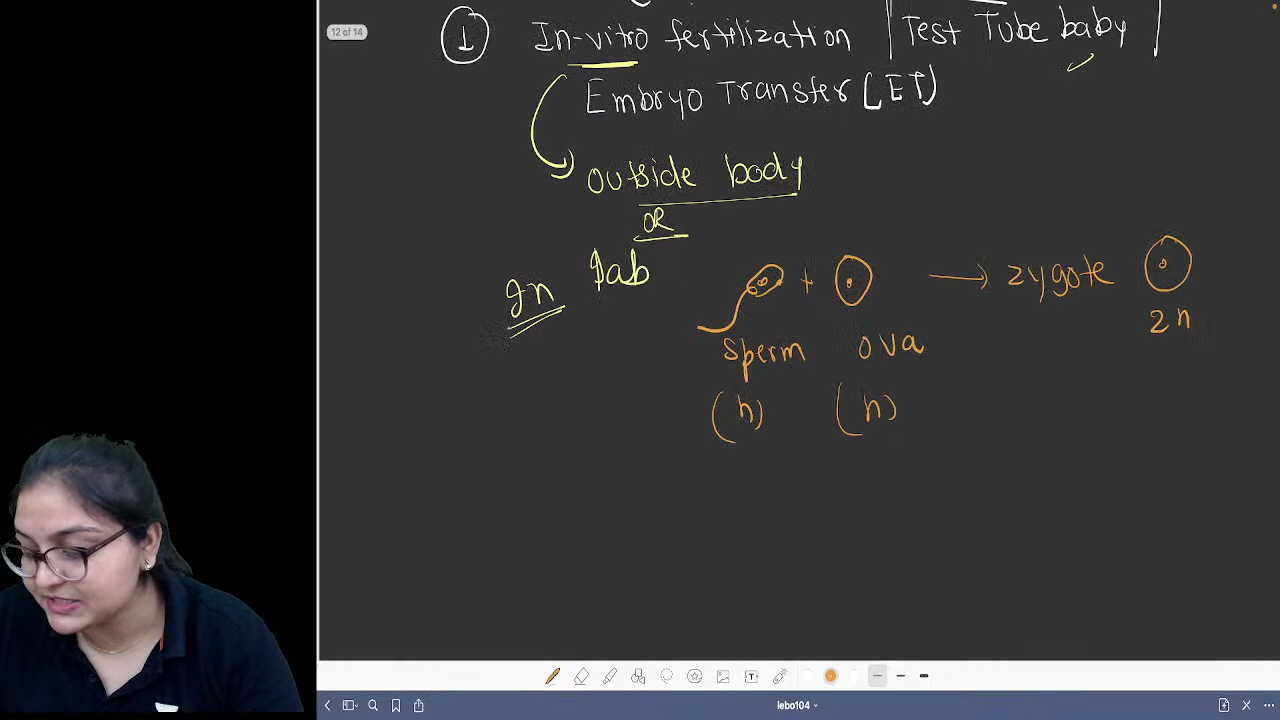 12 of 14
1 In-vitro fertilization | Test Tube baby |
Embryo Transfer [ET]
outside body
OR
In lab
+ → zygote
2n
sperm ova
(n) (n)
lebo104